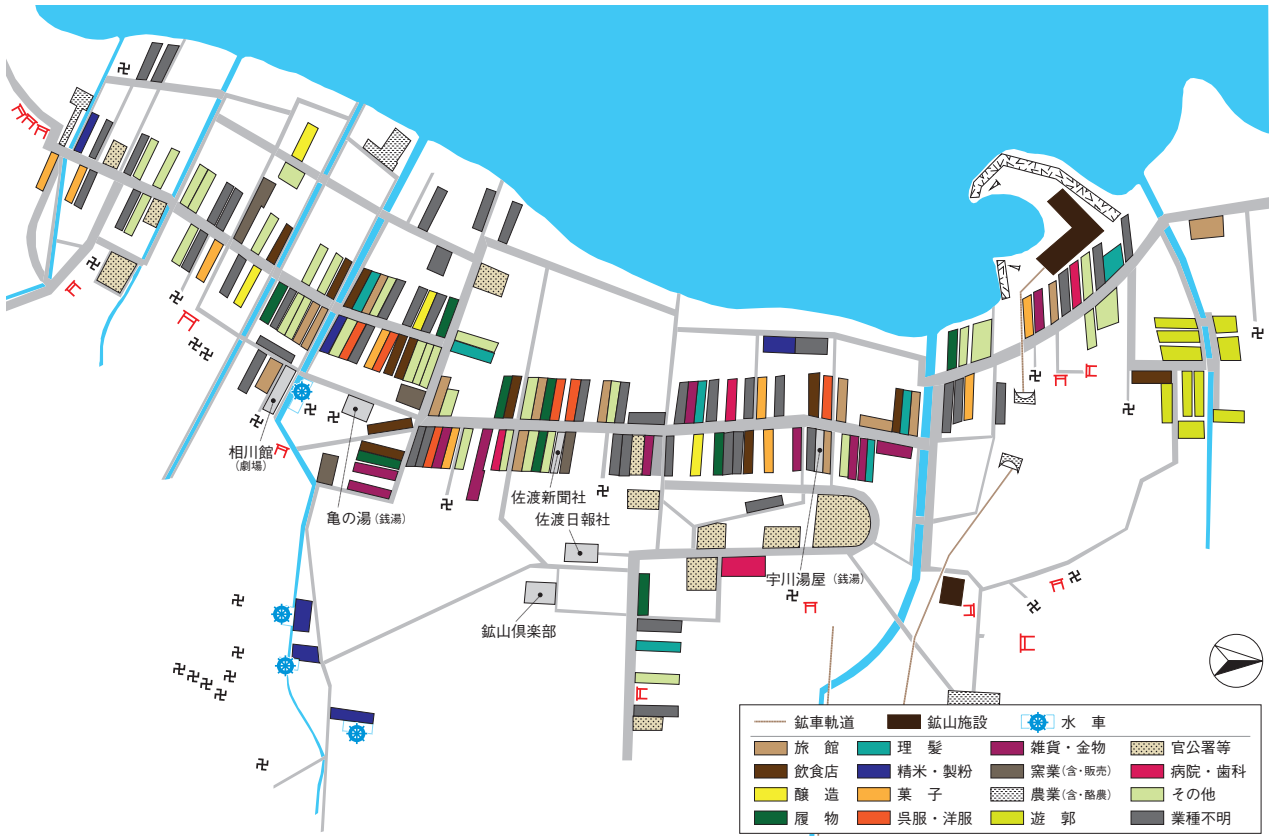 相川館
(劇場)
亀の湯(銭湯)
佐渡新聞社
佐渡日報社
宇川湯屋(銭湯)
鉱山倶楽部
鉱車軌道 鉱山施設 水 車
旅 館 理 髪 雑貨・金物 官公署等
飲食店 精米・製粉 窯業(含・販売) 病院・歯科
醸 造 菓 子 農業(含・酪農) その他
履 物 呉服・洋服 遊 郭 業種不明